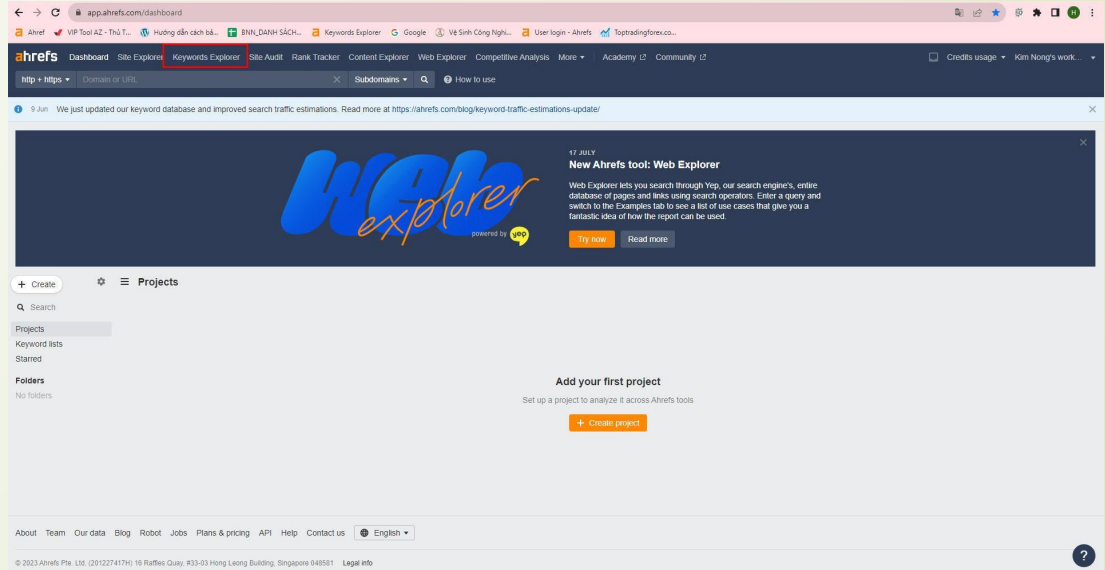 app.ahrefs.com/dashboard
Ahref VIP Tool AZ - Thủ T... Hướng dẫn cách bả... BNN_DANH SÁCH... Keywords Explorer Google Vệ Sinh Công Nghi... User login - Ahrefs Toptradingforex.co...
ahrefs Dashboard Site Explorer Keywords Explorer Site Audit Rank Tracker Content Explorer Web Explorer Competitive Analysis More Academy Community Credits usage Kim Nong's work...
http + https Domain or URL Subdomains How to use
9 Jun We just updated our keyword database and improved search traffic estimations. Read more at https://ahrefs.com/blog/keyword-traffic-estimations-update/
Web
explorer
powered by yep
17 JULY
New Ahrefs tool: Web Explorer
Web Explorer lets you search through Yep, our search engine's, entire
database of pages and links using search operators. Enter a query and
switch to the Examples tab to see a list of use cases that give you a
fantastic idea of how the report can be used.
Try now Read more
+ Create Projects
Search
Projects
Keyword lists
Starred
Folders
No folders
Add your first project
Set up a project to analyze it across Ahrefs tools
+ Create project
About Team Our data Blog Robot Jobs Plans & pricing API Help Contact us English
© 2023 Ahrefs Pte. Ltd. (201227417H) 16 Raffles Quay, #33-03 Hong Leong Building, Singapore 048581 Legal info
?